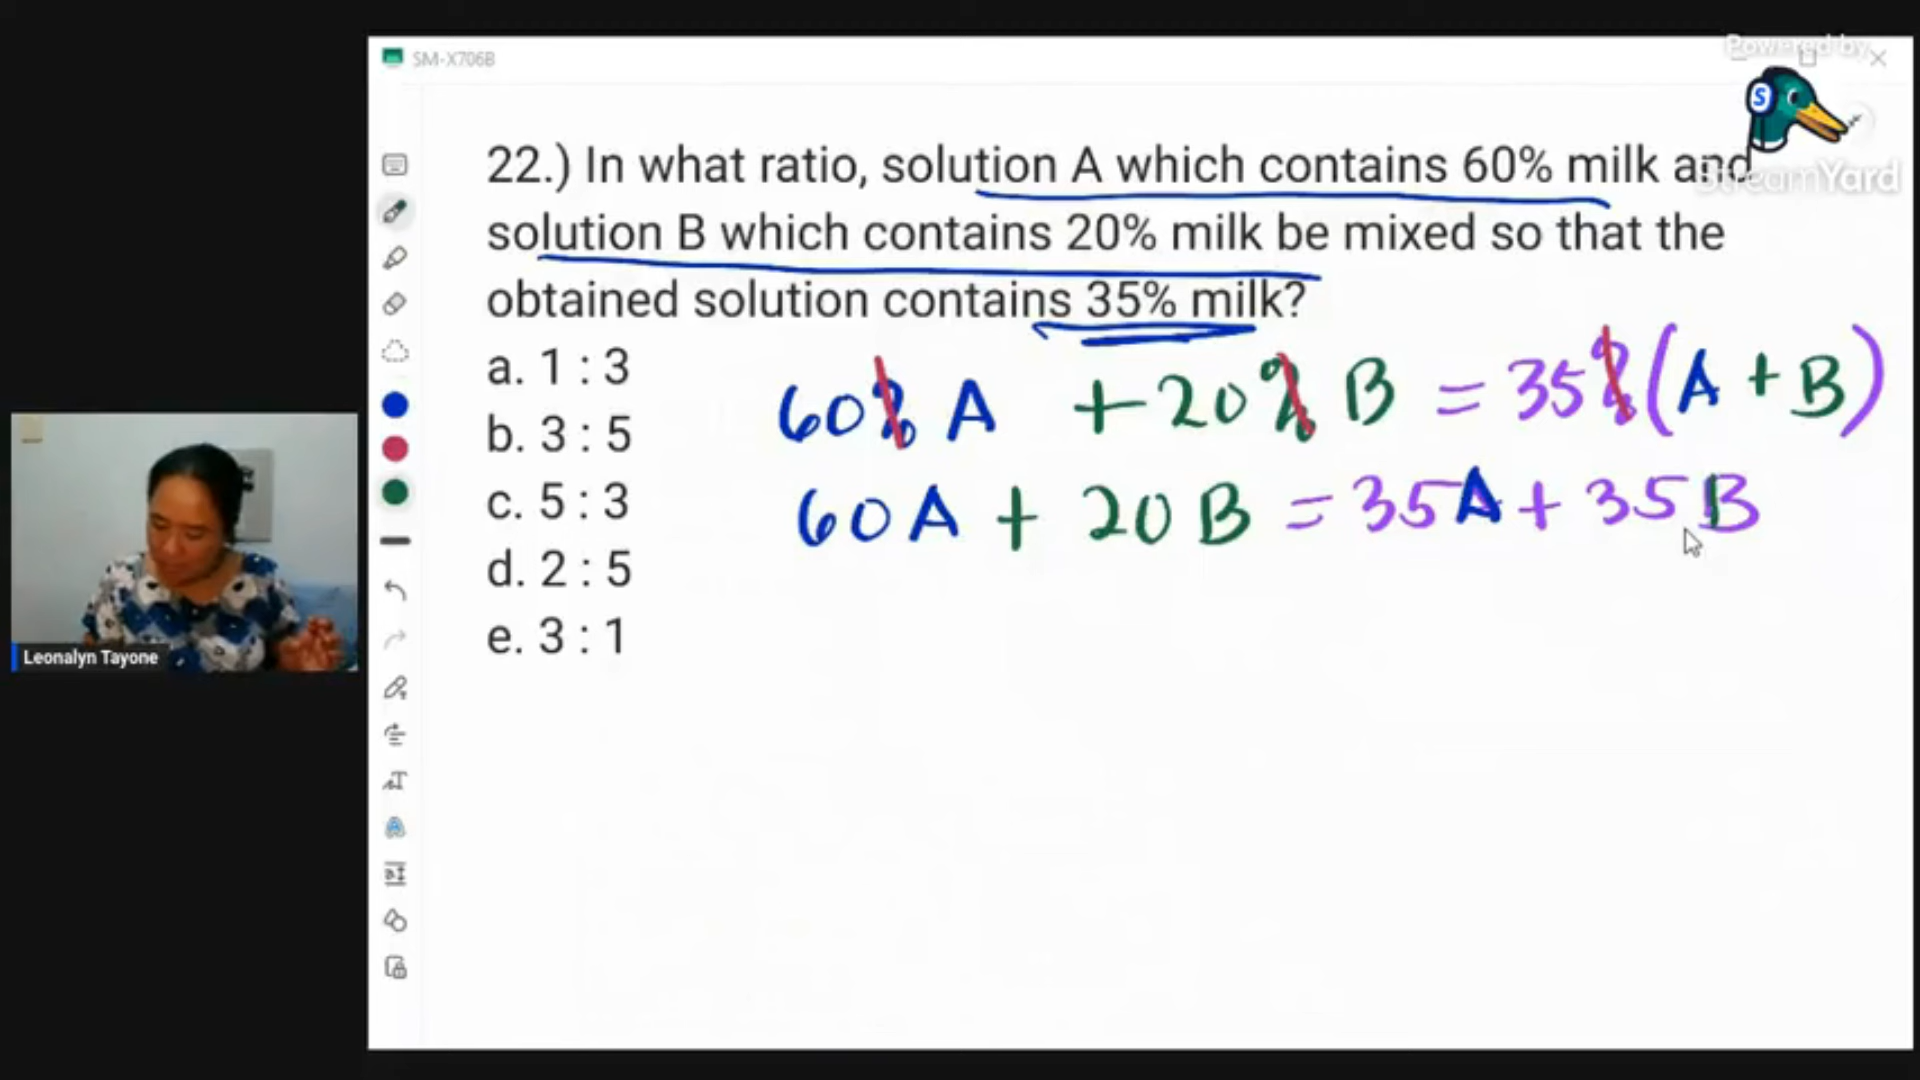 SM-X706B
Powered by
StreamYard
22.) In what ratio, solution A which contains 60% milk and
solution B which contains 20% milk be mixed so that the
obtained solution contains 35% milk?
a. 1 : 3
b. 3 : 5
c. 5 : 3
d. 2 : 5
e. 3 : 1
60% A + 20% B = 35% (A + B)
60A + 20B = 35A + 35B
Leonalyn Tayone